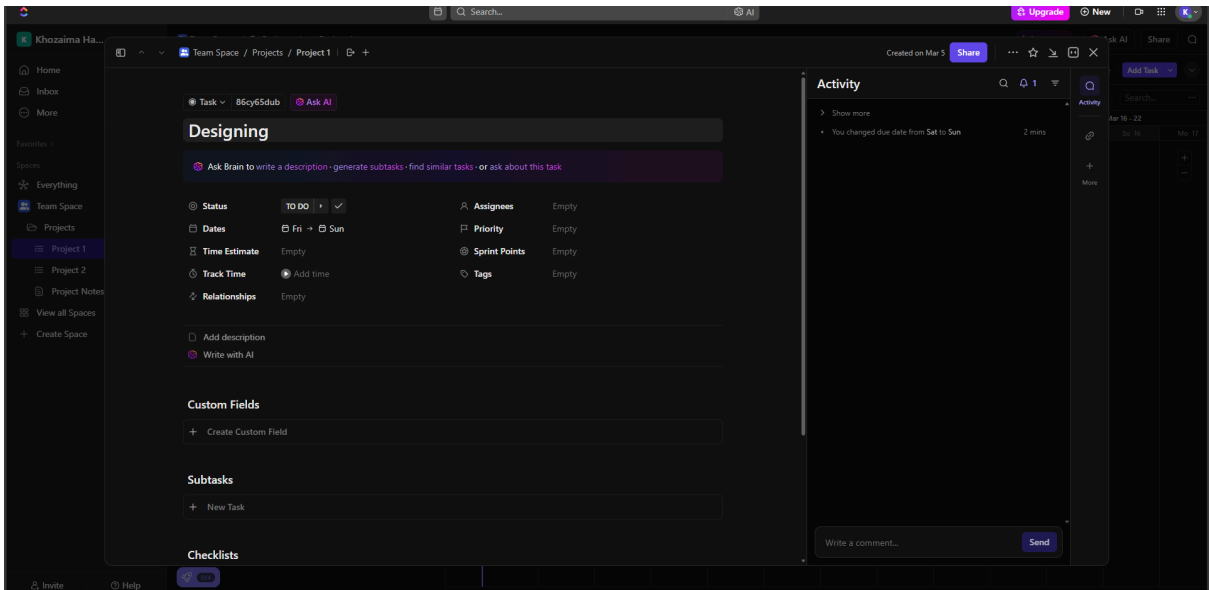 Search...
AI
Upgrade
New
K
K Khozaima Ha...
Ask AI
Share
Home
Inbox
More
Favorites
Spaces
Everything
Team Space
Projects
Project 1
Project 2
Project Notes
View all Spaces
Create Space
Invite
Help
Team Space / Projects / Project 1
Created on Mar 5
Share
Task
86cy65dub
Ask AI
Designing
Ask Brain to write a description · generate subtasks · find similar tasks · or ask about this task
Status
TO DO
Assignees
Empty
Dates
Fri → Sun
Priority
Empty
Time Estimate
Empty
Sprint Points
Empty
Track Time
Add time
Tags
Empty
Relationships
Empty
Add description
Write with AI
Custom Fields
Create Custom Field
Subtasks
New Task
Checklists
Activity
1
Show more
You changed due date from Sat to Sun
2 mins
Write a comment...
Send
Activity
More
Add Task
Search...
Mar 16 - 22
Su 16
Mo 17